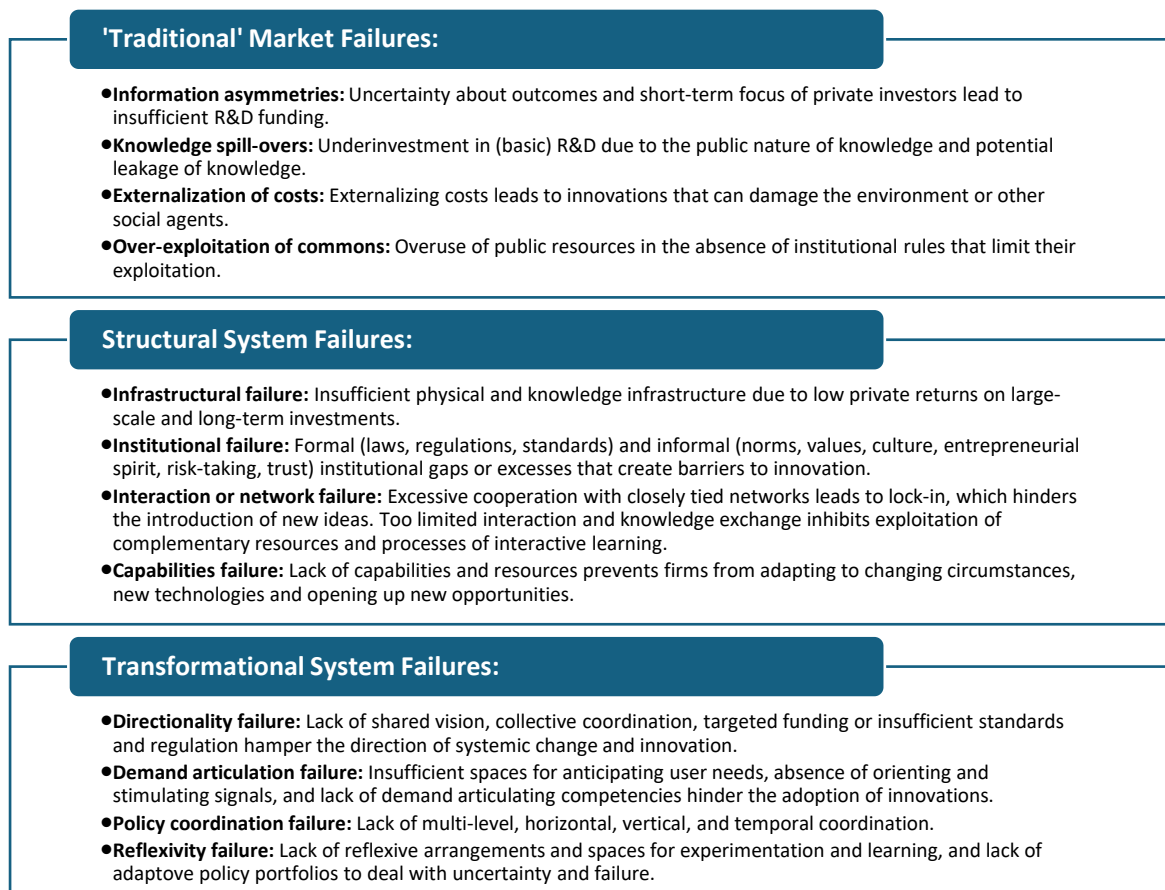 'Traditional' Market Failures:
•Information asymmetries: Uncertainty about outcomes and short-term focus of private investors lead to
insufficient R&D funding.
•Knowledge spill-overs: Underinvestment in (basic) R&D due to the public nature of knowledge and potential
leakage of knowledge.
•Externalization of costs: Externalizing costs leads to innovations that can damage the environment or other
social agents.
•Over-exploitation of commons: Overuse of public resources in the absence of institutional rules that limit their
exploitation.
Structural System Failures:
•Infrastructural failure: Insufficient physical and knowledge infrastructure due to low private returns on large-
scale and long-term investments.
•Institutional failure: Formal (laws, regulations, standards) and informal (norms, values, culture, entrepreneurial
spirit, risk-taking, trust) institutional gaps or excesses that create barriers to innovation.
•Interaction or network failure: Excessive cooperation with closely tied networks leads to lock-in, which hinders
the introduction of new ideas. Too limited interaction and knowledge exchange inhibits exploitation of
complementary resources and processes of interactive learning.
•Capabilities failure: Lack of capabilities and resources prevents firms from adapting to changing circumstances,
new technologies and opening up new opportunities.
Transformational System Failures:
•Directionality failure: Lack of shared vision, collective coordination, targeted funding or insufficient standards
and regulation hamper the direction of systemic change and innovation.
•Demand articulation failure: Insufficient spaces for anticipating user needs, absence of orienting and
stimulating signals, and lack of demand articulating competencies hinder the adoption of innovations.
•Policy coordination failure: Lack of multi-level, horizontal, vertical, and temporal coordination.
•Reflexivity failure: Lack of reflexive arrangements and spaces for experimentation and learning, and lack of
adaptove policy portfolios to deal with uncertainty and failure.